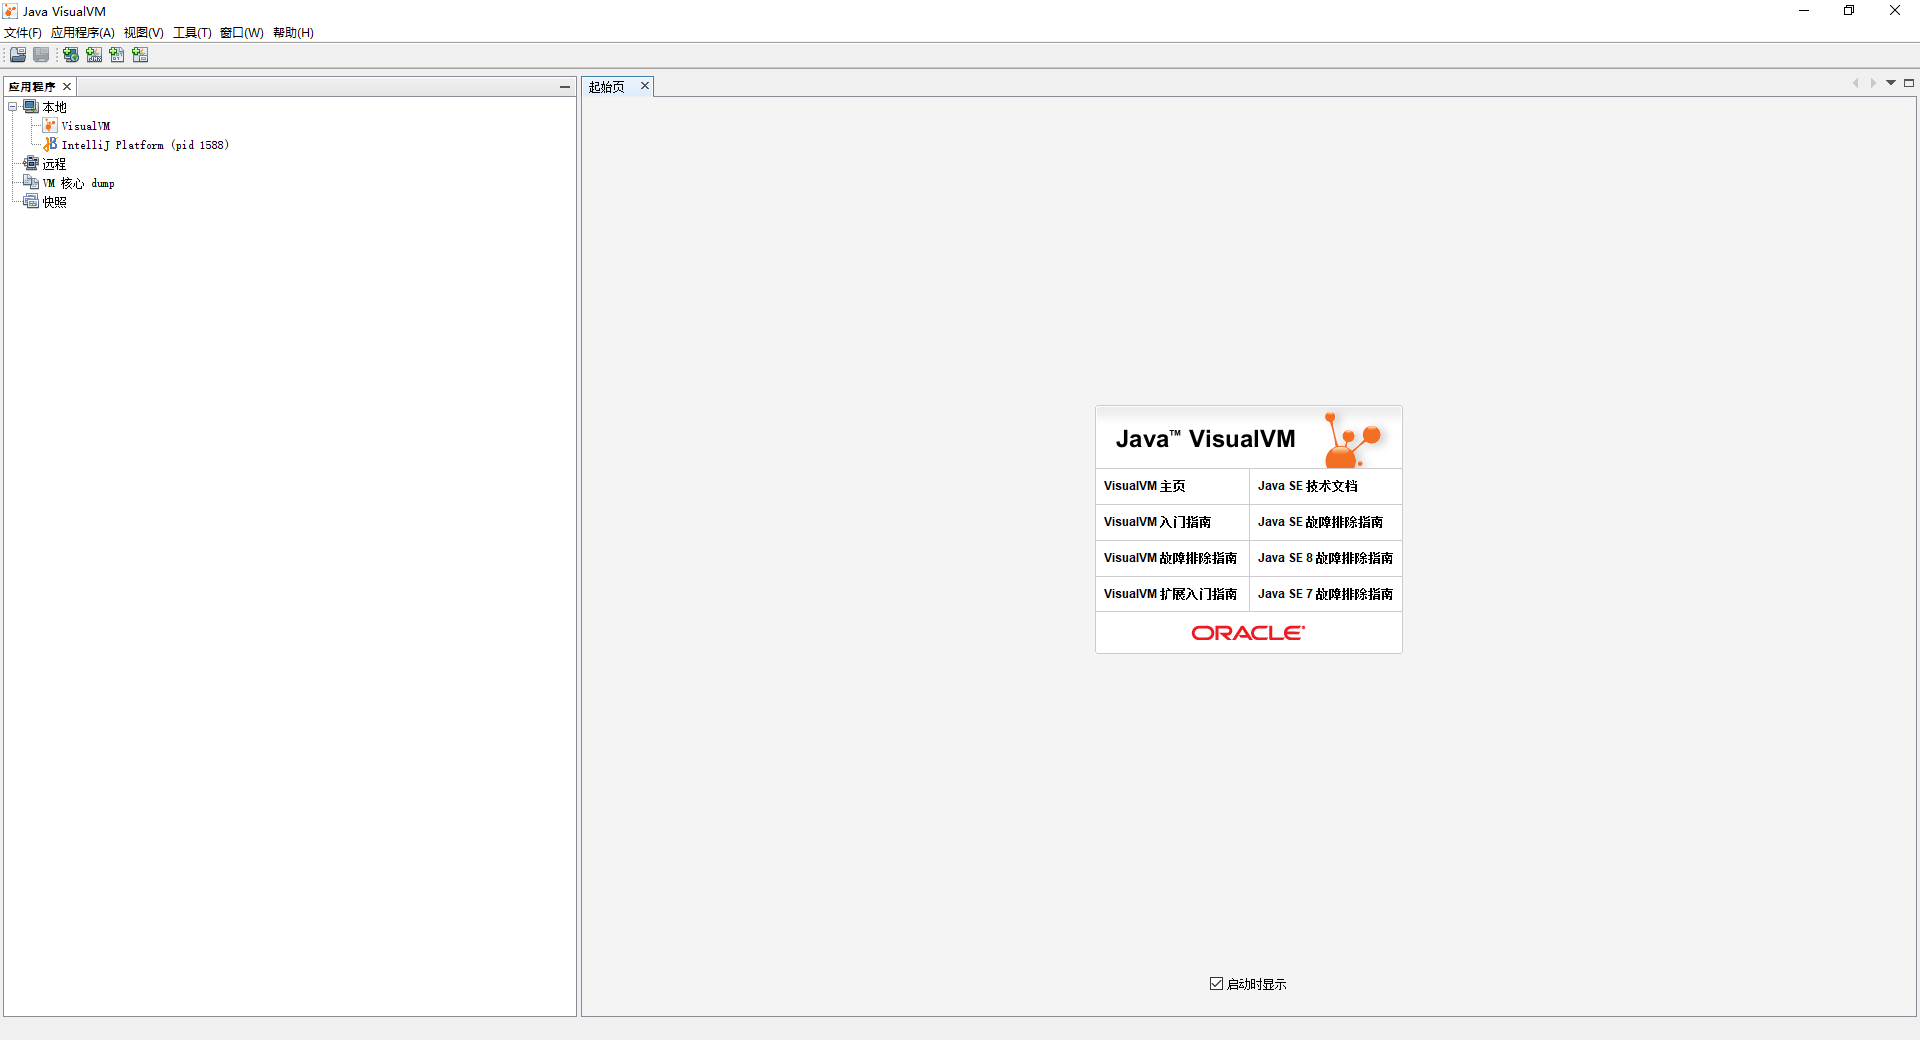 Java VisualVM
文件(F) 应用程序(A) 视图(V) 工具(T) 窗口(W) 帮助(H)
应用程序
起始页
本地
VisualVM
IntelliJ Platform (pid 1588)
远程
VM 核心 dump
快照
Java™ VisualVM
VisualVM 主页
Java SE 技术文档
VisualVM 入门指南
Java SE 故障排除指南
VisualVM 故障排除指南
Java SE 8 故障排除指南
VisualVM 扩展入门指南
Java SE 7 故障排除指南
ORACLE
启动时显示